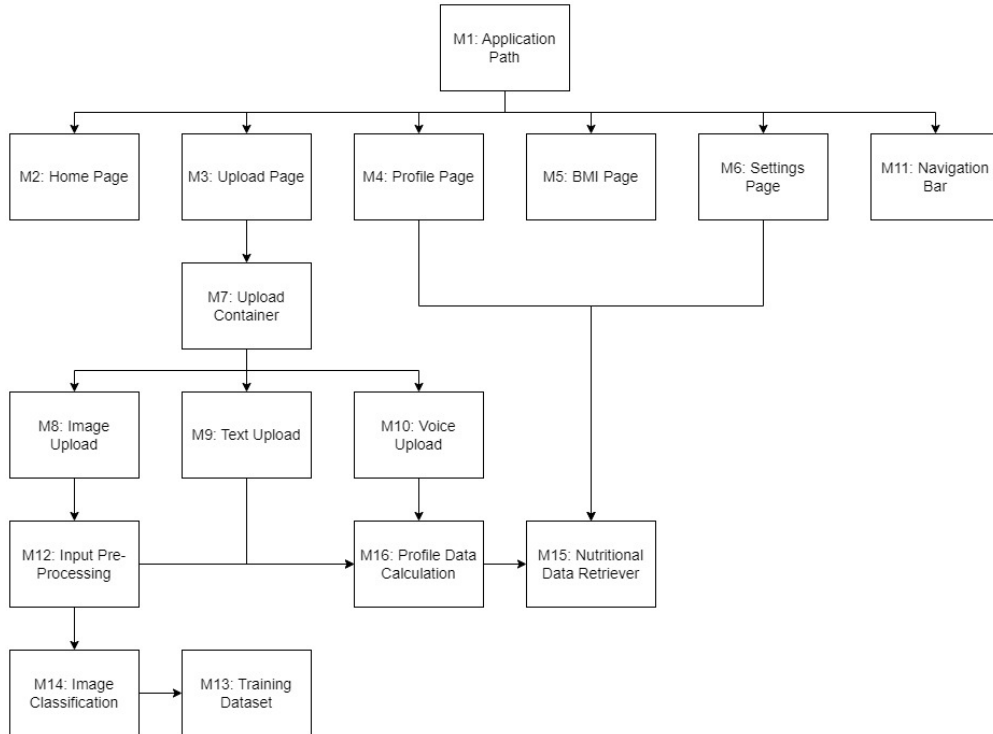 M1: Application
Path
M2: Home Page
M3: Upload Page
M4: Profile Page
M5: BMI Page
M6: Settings
Page
M11: Navigation
Bar
M7: Upload
Container
M8: Image
Upload
M9: Text Upload
M10: Voice
Upload
M12: Input Pre-
Processing
M16: Profile Data
Calculation
M15: Nutritional
Data Retriever
M14: Image
Classification
M13: Training
Dataset